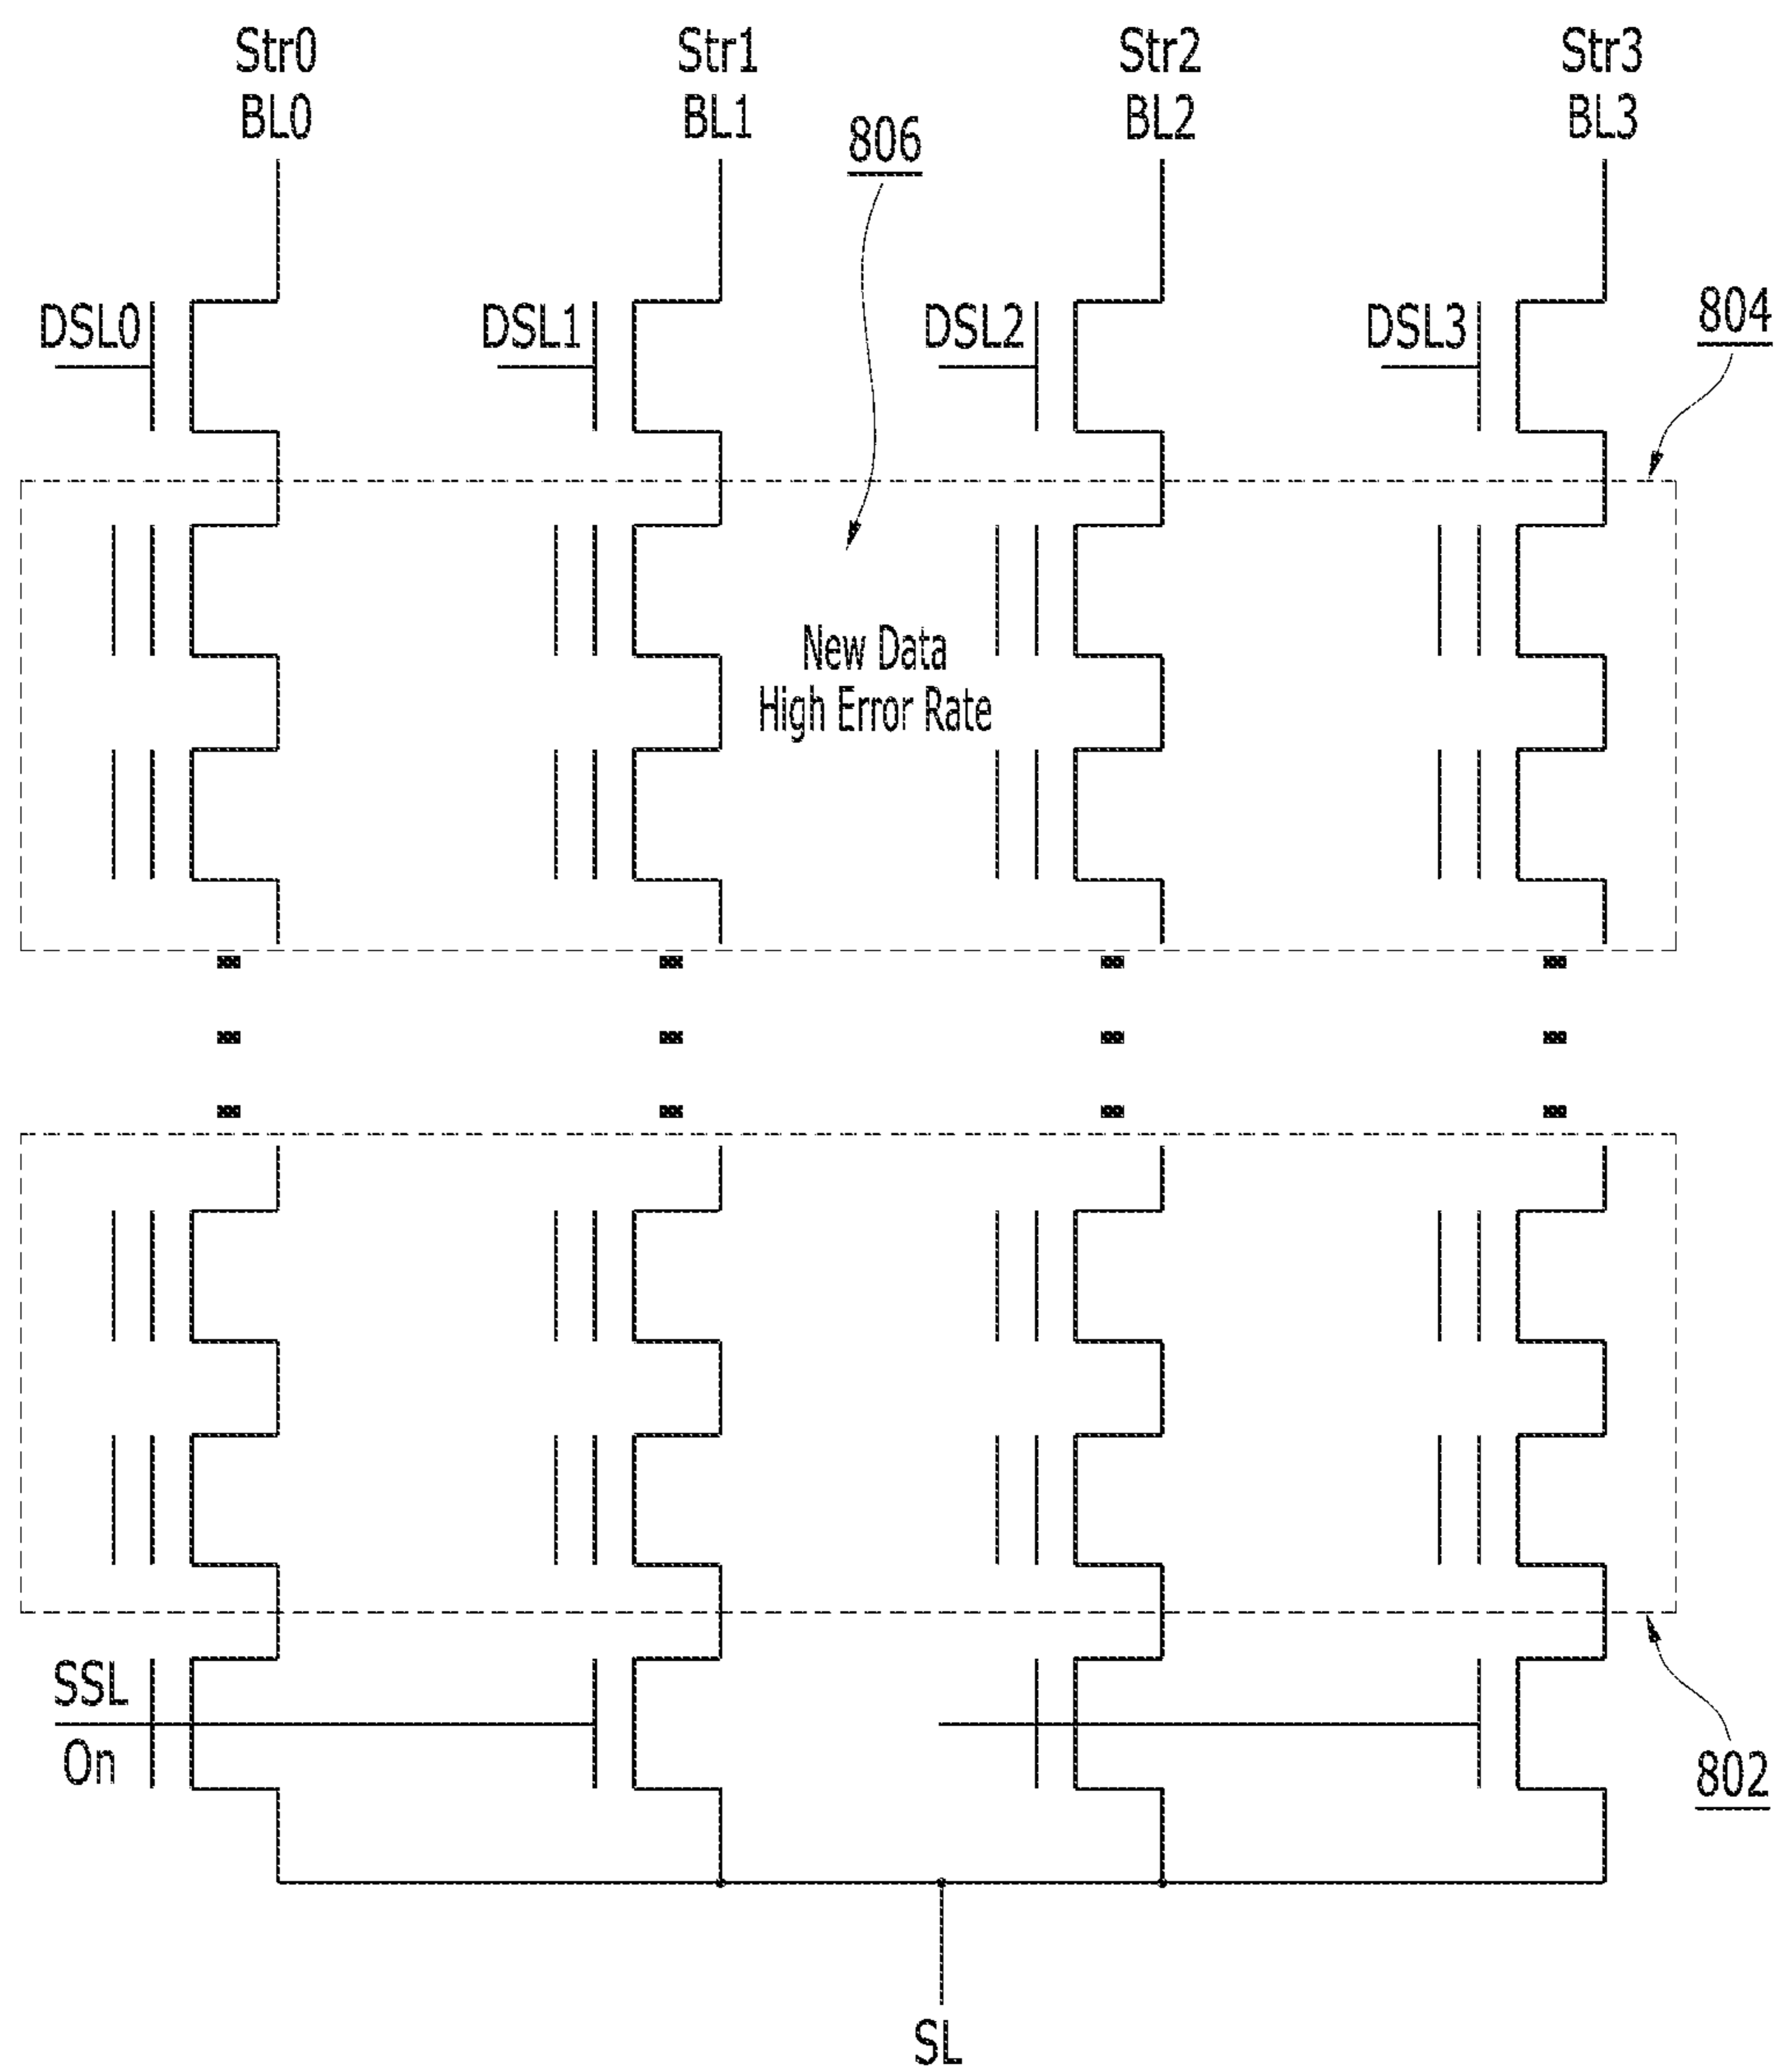 Str0
BL0
Str1
BL1
Str2
BL2
Str3
BL3
806
DSL0
DSL1
DSL2
DSL3
804
New Data
High Error Rate
SSL
On
802
SL